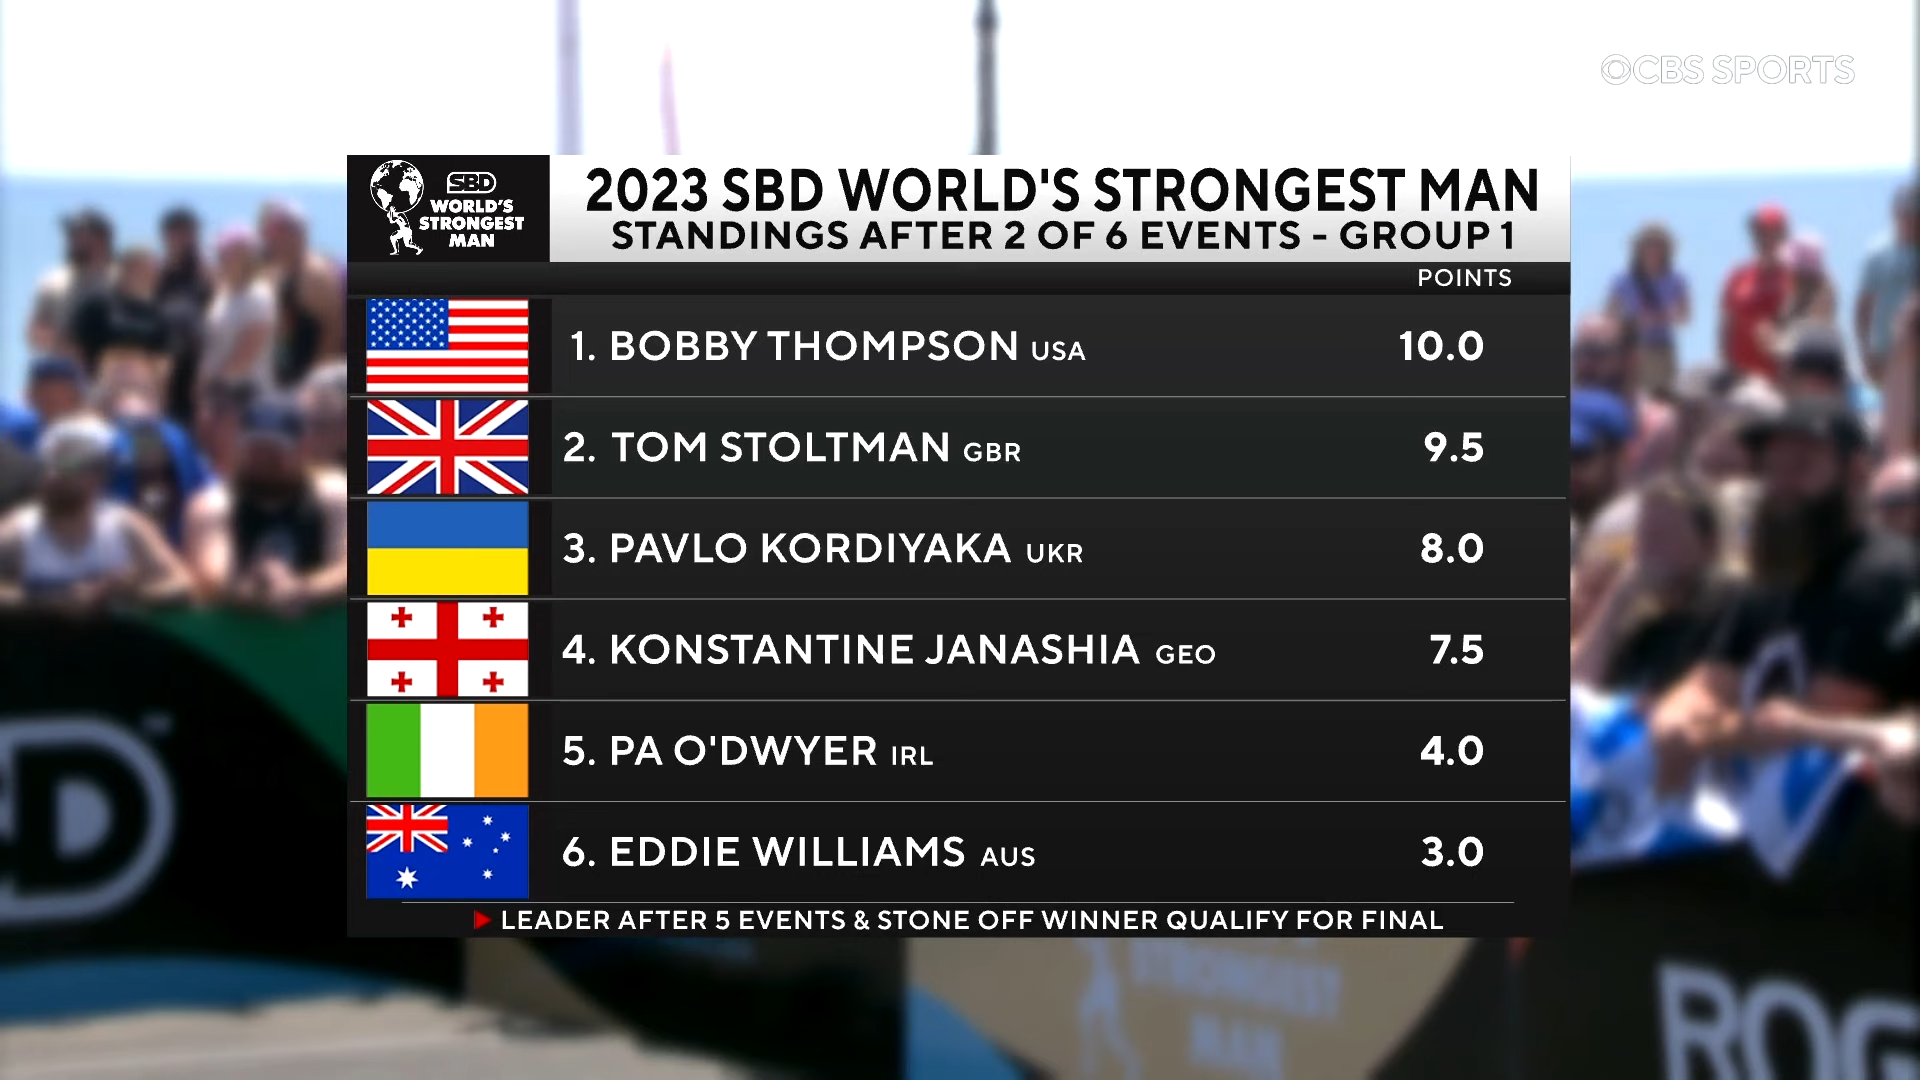 CBS SPORTS
SBD
WORLD'S
STRONGEST
MAN
2023 SBD WORLD'S STRONGEST MAN
STANDINGS AFTER 2 OF 6 EVENTS - GROUP 1
POINTS
1. BOBBY THOMPSON USA 10.0
2. TOM STOLTMAN GBR 9.5
3. PAVLO KORDIYAKA UKR 8.0
4. KONSTANTINE JANASHIA GEO 7.5
5. PA O'DWYER IRL 4.0
6. EDDIE WILLIAMS AUS 3.0
LEADER AFTER 5 EVENTS & STONE OFF WINNER QUALIFY FOR FINAL
STRONGEST
MAN
ROG